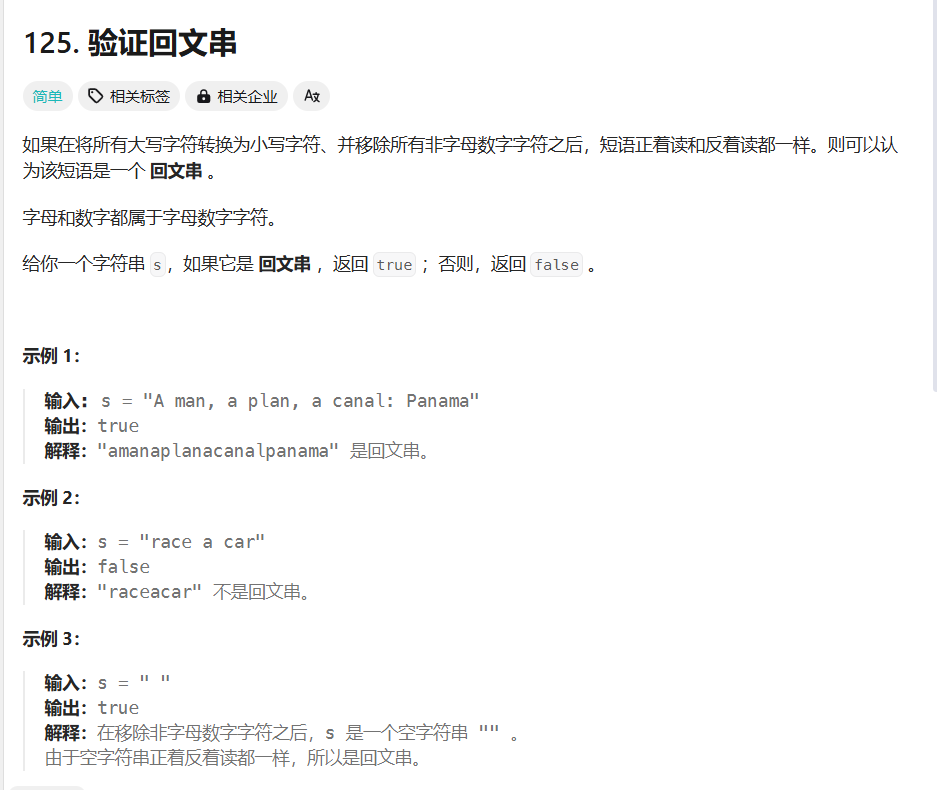 125. 验证回文串
简单 相关标签 相关企业 Ax
如果在将所有大写字符转换为小写字符、并移除所有非字母数字字符之后，短语正着读和反着读都一样。则可以认
为该短语是一个 回文串 。
字母和数字都属于字母数字字符。
给你一个字符串 s，如果它是 回文串 ，返回 true ；否则，返回 false 。
示例 1：
输入: s = "A man, a plan, a canal: Panama"
输出：true
解释："amanaplanacanalpanama" 是回文串。
示例 2：
输入：s = "race a car"
输出：false
解释："raceacar" 不是回文串。
示例 3：
输入：s = " "
输出：true
解释：在移除非字母数字字符之后，s 是一个空字符串 "" 。
由于空字符串正着反着读都一样，所以是回文串。